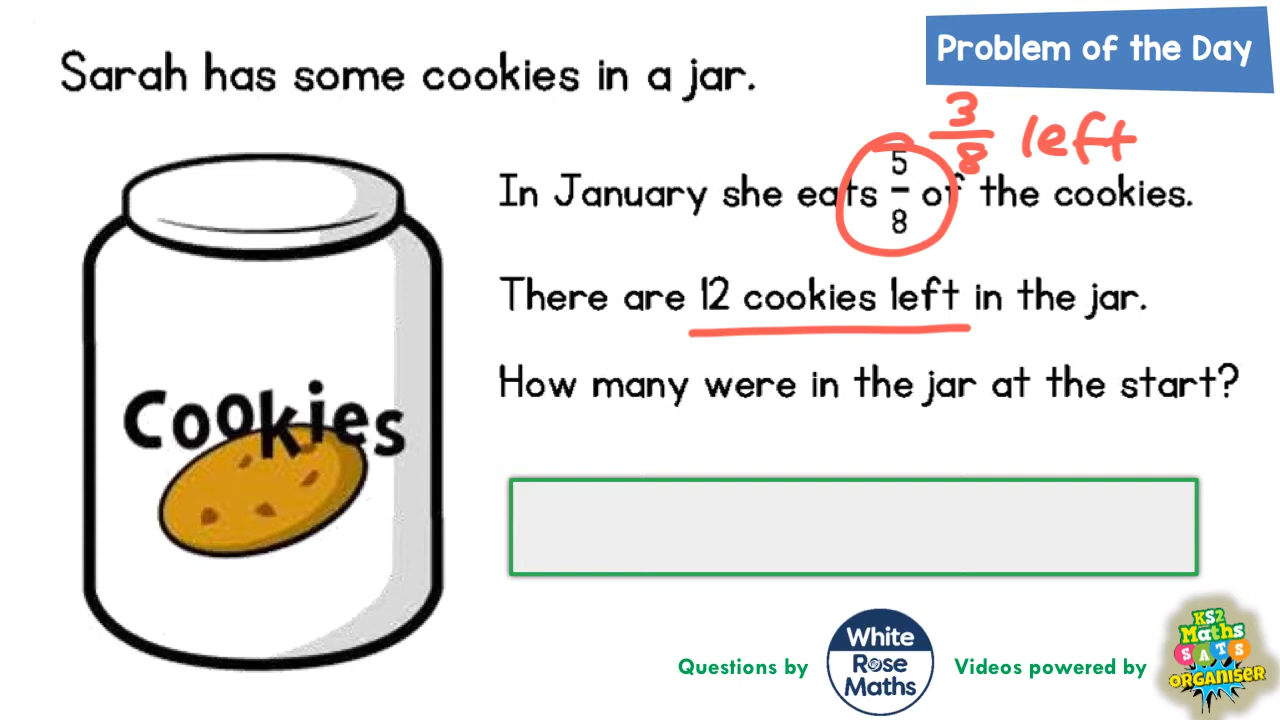 Problem of the Day
Sarah has some cookies in a jar.
3/8 left
In January she eats 5/8 of the cookies.
There are 12 cookies left in the jar.
How many were in the jar at the start?
Cookies
Questions by
White
Rose
Maths
Videos powered by
KS2
Maths
SATS
ORGANISER